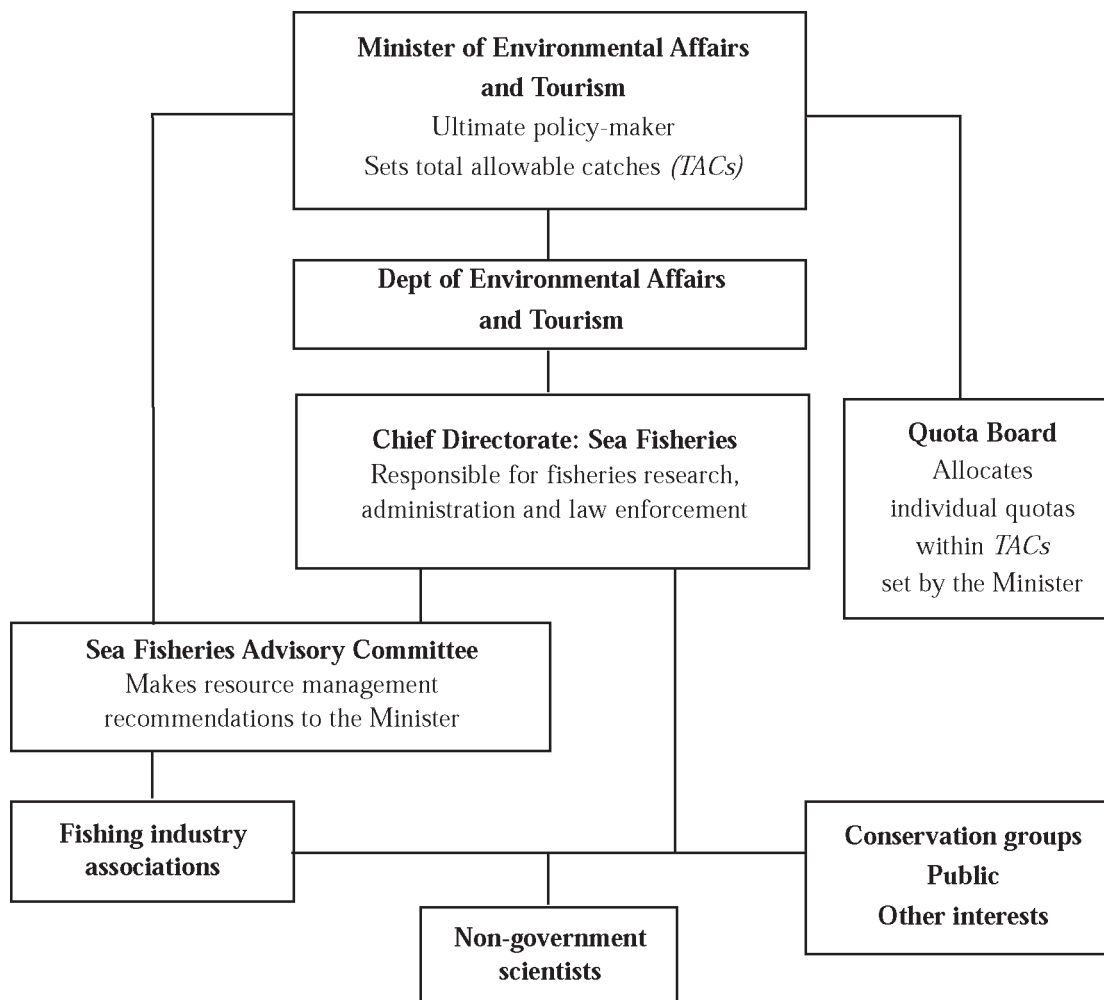 Minister of Environmental Affairs
and Tourism
Ultimate policy-maker
Sets total allowable catches (TACs)
Dept of Environmental Affairs
and Tourism
Chief Directorate: Sea Fisheries
Responsible for fisheries research,
administration and law enforcement
Quota Board
Allocates
individual quotas
within TACs
set by the Minister
Sea Fisheries Advisory Committee
Makes resource management
recommendations to the Minister
Fishing industry
associations
Conservation groups
Public
Other interests
Non-government
scientists